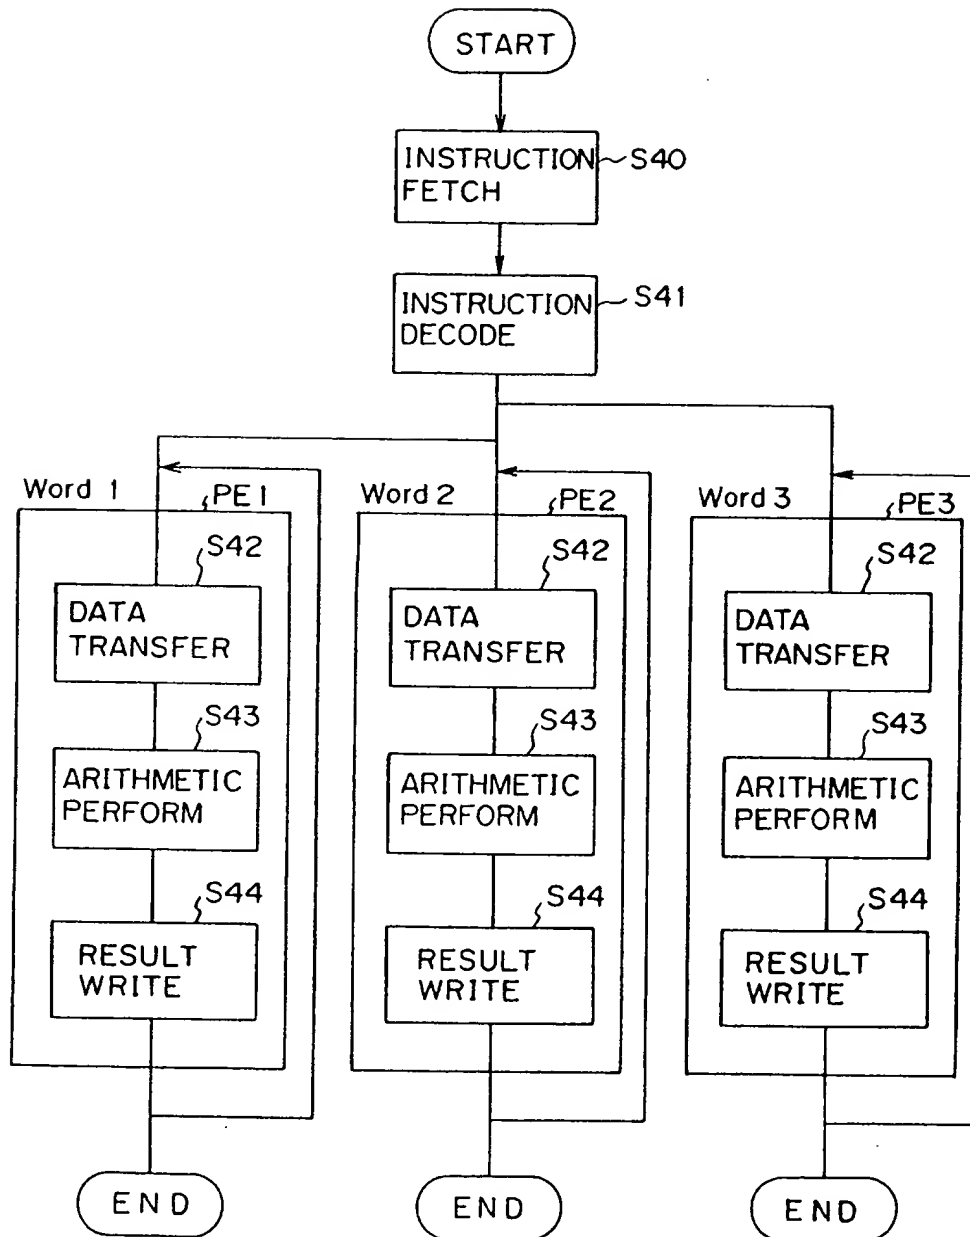 START
INSTRUCTION
FETCH
S40
INSTRUCTION
DECODE
S41
Word 1
PE1
S42
DATA
TRANSFER
S43
ARITHMETIC
PERFORM
S44
RESULT
WRITE
END
Word 2
PE2
S42
DATA
TRANSFER
S43
ARITHMETIC
PERFORM
S44
RESULT
WRITE
END
Word 3
PE3
S42
DATA
TRANSFER
S43
ARITHMETIC
PERFORM
S44
RESULT
WRITE
END